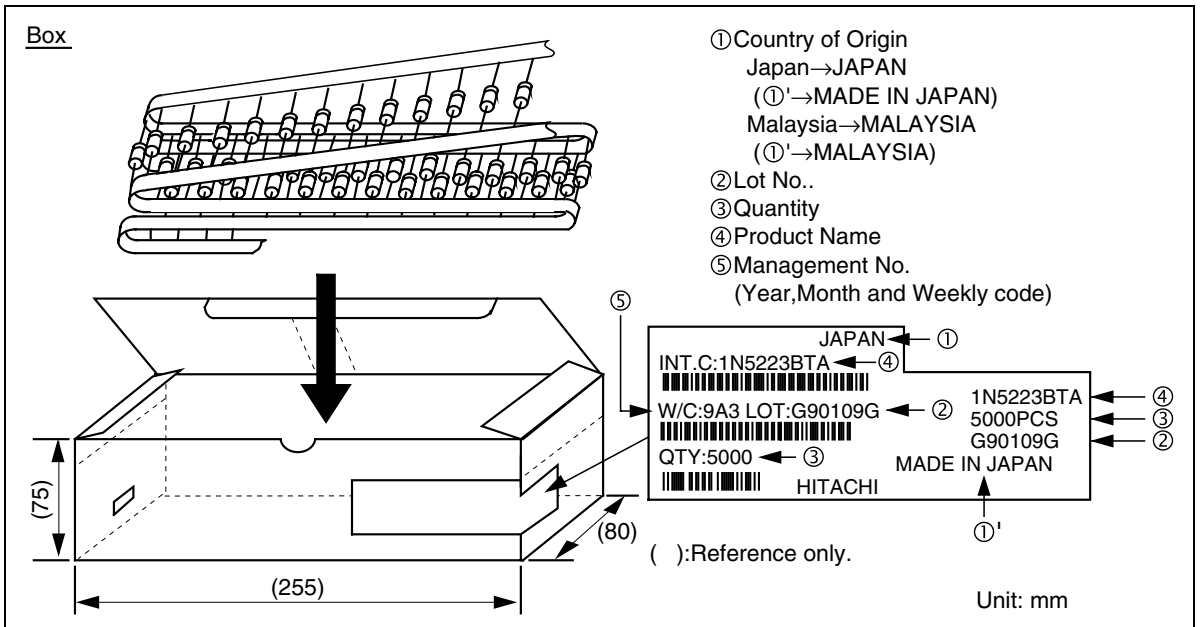 Box
①Country of Origin
Japan→JAPAN
(①'→MADE IN JAPAN)
Malaysia→MALAYSIA
(①'→MALAYSIA)
②Lot No..
③Quantity
④Product Name
⑤Management No.
(Year,Month and Weekly code)
⑤
JAPAN ①
INT.C:1N5223BTA ④
W/C:9A3 LOT:G90109G ②
QTY:5000 ③
HITACHI
1N5223BTA ④
5000PCS ③
G90109G ②
MADE IN JAPAN
①'
(75)
(80)
(255)
( ):Reference only.
Unit: mm